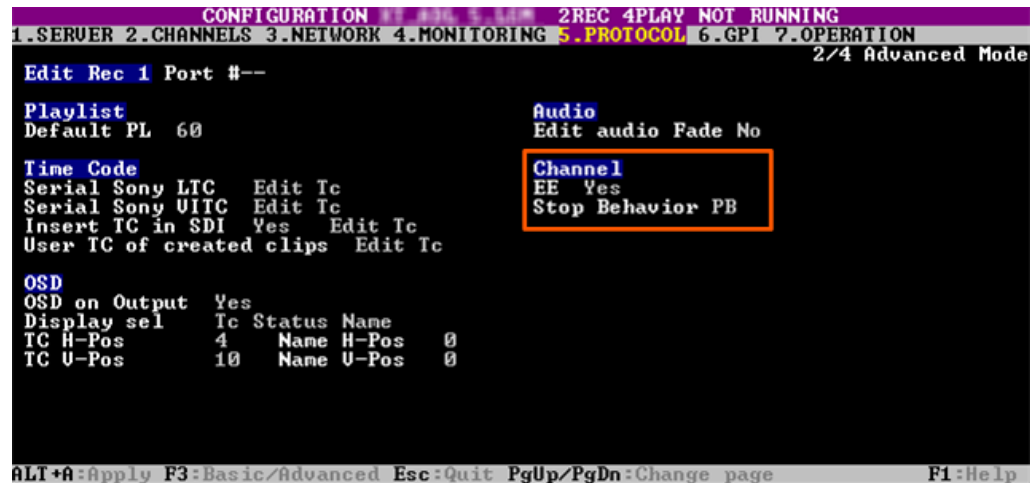 CONFIGURATION 2REC 4PLAY NOT RUNNING
1.SERVER 2.CHANNELS 3.NETWORK 4.MONITORING 5.PROTOCOL 6.GPI 7.OPERATION
2/4 Advanced Mode
Edit Rec 1 Port #--
Playlist
Default PL 60
Audio
Edit audio Fade No
Time Code
Serial Sony LTC Edit Tc
Serial Sony VITC Edit Tc
Insert TC in SDI Yes Edit Tc
User TC of created clips Edit Tc
Channel
EE Yes
Stop Behavior PB
OSD
OSD on Output Yes
Display sel Tc Status Name
TC H-Pos 4 Name H-Pos 0
TC V-Pos 10 Name V-Pos 0
ALT+A:Apply F3:Basic/Advanced Esc:Quit PgUp/PgDn:Change page F1:Help